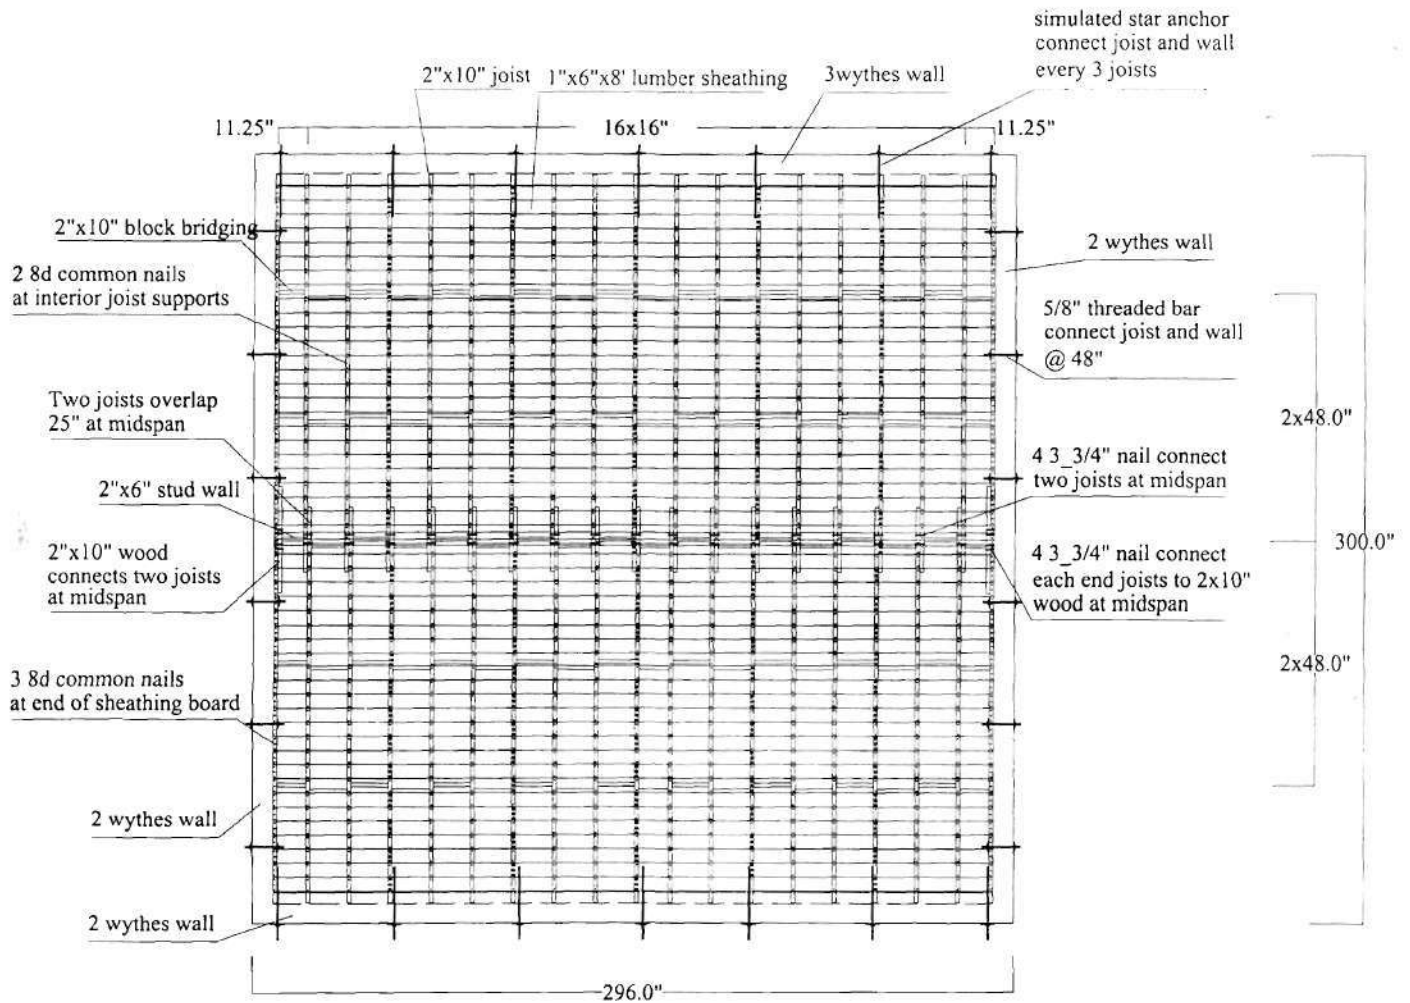 simulated star anchor
connect joist and wall
every 3 joists
2"x10" joist
1"x6"x8' lumber sheathing
3wythes wall
11.25"
16x16"
11.25"
2"x10" block bridging
2 8d common nails
at interior joist supports
Two joists overlap
25" at midspan
2"x6" stud wall
2"x10" wood
connects two joists
at midspan
3 8d common nails
at end of sheathing board
2 wythes wall
2 wythes wall
2 wythes wall
5/8" threaded bar
connect joist and wall
@ 48"
4 3_3/4" nail connect
two joists at midspan
4 3_3/4" nail connect
each end joists to 2x10"
wood at midspan
2x48.0"
300.0"
2x48.0"
296.0"